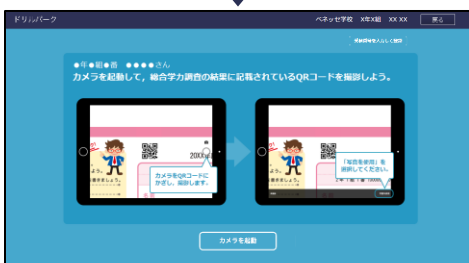 ドリルパーク
ベネッセ学校 X年X組 XX XX
戻る
●年●組●番 ●●●●さん
カメラを起動して，総合学力調査の結果に記載されているQRコードを撮影しよう。
カメラをQRコードに
かざし，撮影します。
「写真を使用」を
選択してください。
カメラを起動